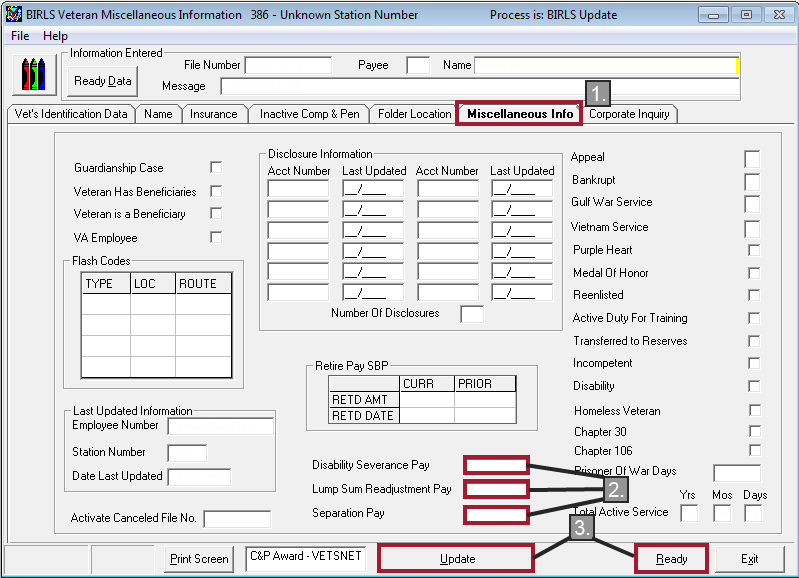 BIRLS Veteran Miscellaneous Information 386 - Unknown Station Number Process is: BIRLS Update
File Help
Information Entered
Ready Data
File Number
Payee
Name
Message
1.
Vet's Identification Data
Name
Insurance
Inactive Comp & Pen
Folder Location
Miscellaneous Info
Corporate Inquiry
Guardianship Case
Veteran Has Beneficiaries
Veteran is a Beneficiary
VA Employee
Flash Codes
TYPE LOC ROUTE
Disclosure Information
Acct Number Last Updated Acct Number Last Updated
__/____ __/____
__/____ __/____
__/____ __/____
__/____ __/____
__/____ __/____
__/____ __/____
Number Of Disclosures
Retire Pay SBP
CURR PRIOR
RETD AMT
RETD DATE
Last Updated Information
Employee Number
Station Number
Date Last Updated
Activate Canceled File No.
Disability Severance Pay
Lump Sum Readjustment Pay
Separation Pay
2.
Appeal
Bankrupt
Gulf War Service
Vietnam Service
Purple Heart
Medal Of Honor
Reenlisted
Active Duty For Training
Transferred to Reserves
Incompetent
Disability
Homeless Veteran
Chapter 30
Chapter 106
Prisoner Of War Days
Yrs Mos Days
Total Active Service
3.
Print Screen
C&P Award - VETSNET
Update
Ready
Exit